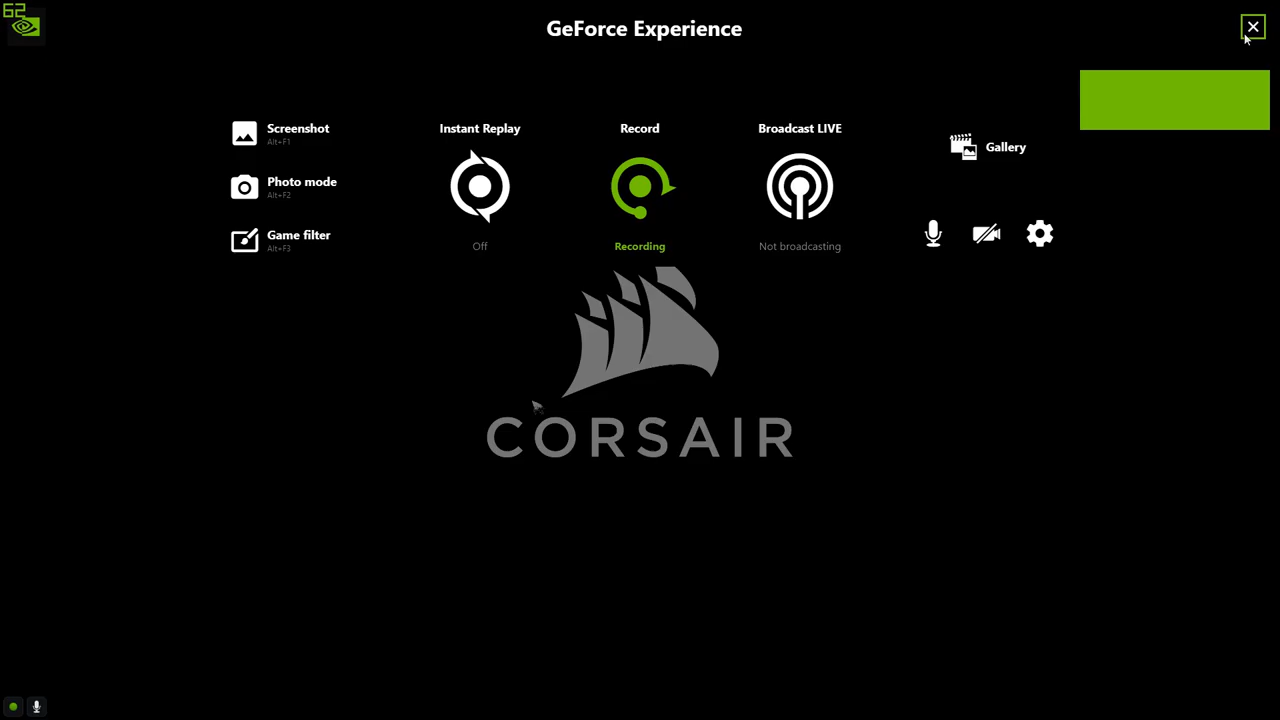 62
GeForce Experience
Screenshot
Alt+F1
Photo mode
Alt+F2
Game filter
Alt+F3
Instant Replay
Off
Record
Recording
Broadcast LIVE
Not broadcasting
Gallery
CORSAIR